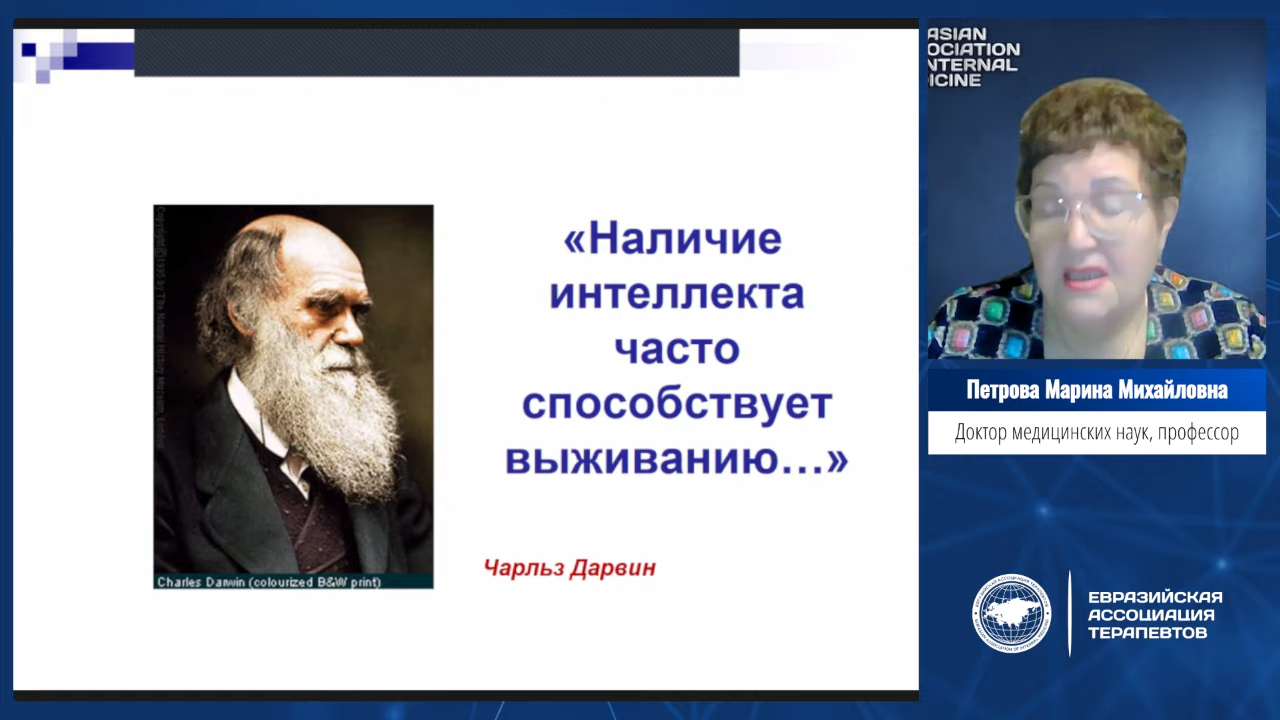 «Наличие
интеллекта
часто
способствует
выживанию…»
Чарльз Дарвин
Charles Darwin (colourized B&W print)
ASIAN
OCIATION
NTERNAL
ICINE
Петрова Марина Михайловна
Доктор медицинских наук, профессор
ЕВРАЗИЙСКАЯ
АССОЦИАЦИЯ
ТЕРАПЕВТОВ